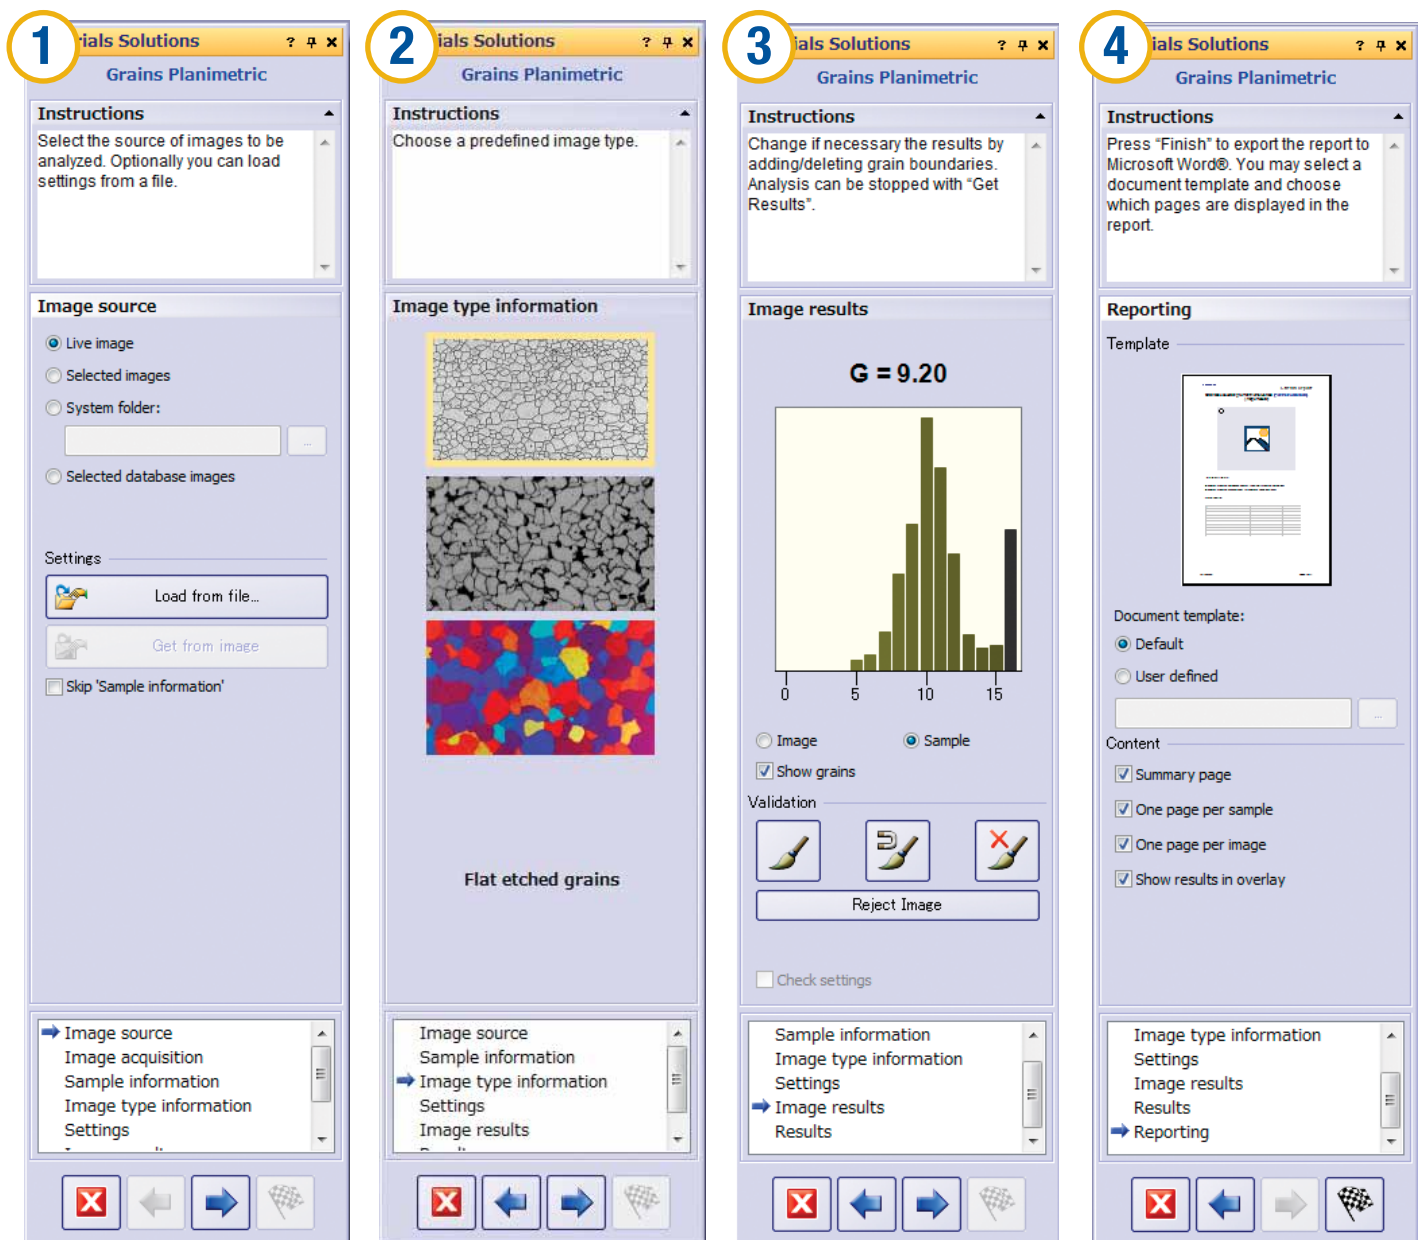 1
rials Solutions
Grains Planimetric
Instructions
Select the source of images to be
analyzed. Optionally you can load
settings from a file.
Image source
Live image
Selected images
System folder:
...
Selected database images
Settings
Load from file...
Get from image
Skip 'Sample information'
Image source
Image acquisition
Sample information
Image type information
Settings
2
ials Solutions
Grains Planimetric
Instructions
Choose a predefined image type.
Image type information
Flat etched grains
Image source
Sample information
Image type information
Settings
Image results
3
ials Solutions
Grains Planimetric
Instructions
Change if necessary the results by
adding/deleting grain boundaries.
Analysis can be stopped with “Get
Results”.
Image results
G = 9.20
0 5 10 15
Image Sample
Show grains
Validation
Reject Image
Check settings
Sample information
Image type information
Settings
Image results
Results
4
ials Solutions
Grains Planimetric
Instructions
Press “Finish” to export the report to
Microsoft Word®. You may select a
document template and choose
which pages are displayed in the
report.
Reporting
Template
Document template:
Default
User defined
...
Content
Summary page
One page per sample
One page per image
Show results in overlay
Image type information
Settings
Image results
Results
Reporting